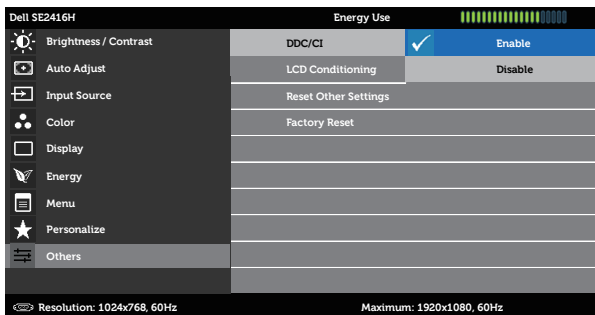 Dell SE2416H Energy Use
Brightness / Contrast DDC/CI Enable
Auto Adjust LCD Conditioning Disable
Input Source Reset Other Settings
Color Factory Reset
Display
Energy
Menu
Personalize
Others
Resolution: 1024x768, 60Hz Maximum: 1920x1080, 60Hz